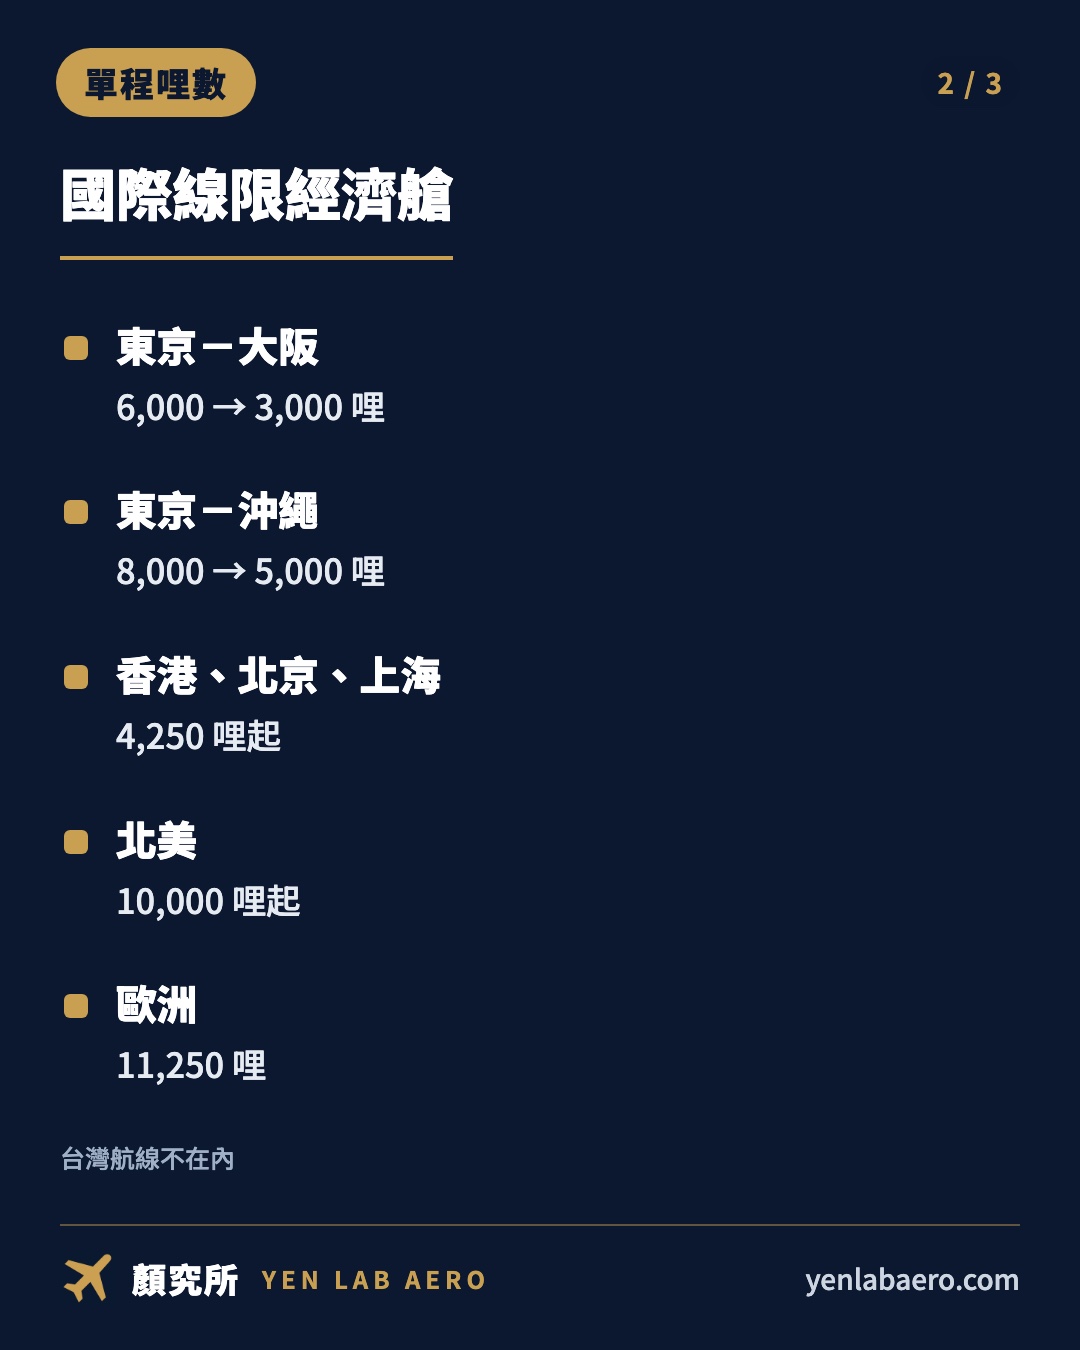 單程哩數
2 / 3
國際線限經濟艙
東京－大阪
6,000 → 3,000 哩
東京－沖繩
8,000 → 5,000 哩
香港、北京、上海
4,250 哩起
北美
10,000 哩起
歐洲
11,250 哩
台灣航線不在內
顏究所 YEN LAB AERO
yenlabaero.com